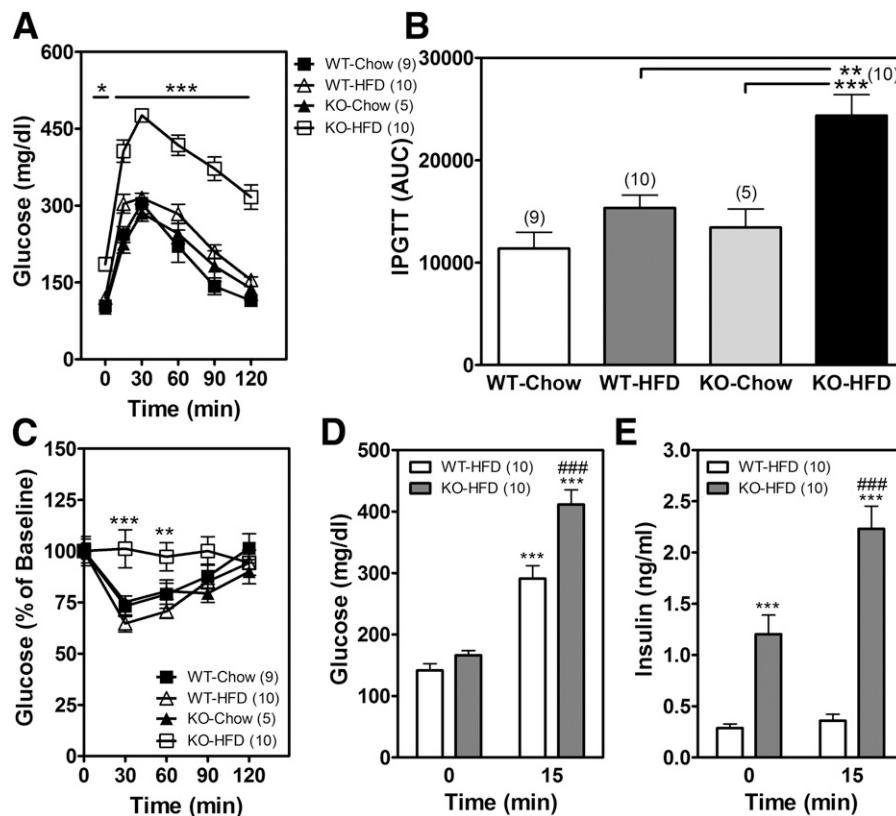 A
600
450
300
150
0
Glucose (mg/dl)
* ***
WT-Chow (9)
WT-HFD (10)
KO-Chow (5)
KO-HFD (10)
0 30 60 90 120
Time (min)
B
30000
20000
10000
0
IPGTT (AUC)
** (10)
***
(9)
(10)
(5)
WT-Chow WT-HFD KO-Chow KO-HFD
C
150
125
100
75
50
25
0
Glucose (% of Baseline)
*** **
WT-Chow (9)
WT-HFD (10)
KO-Chow (5)
KO-HFD (10)
0 30 60 90 120
Time (min)
D
500
400
300
200
100
0
Glucose (mg/dl)
WT-HFD (10)
KO-HFD (10)
###
***
***
0 15
Time (min)
E
3.0
2.5
2.0
1.5
1.0
0.5
0.0
Insulin (ng/ml)
WT-HFD (10)
KO-HFD (10)
###
***
***
0 15
Time (min)